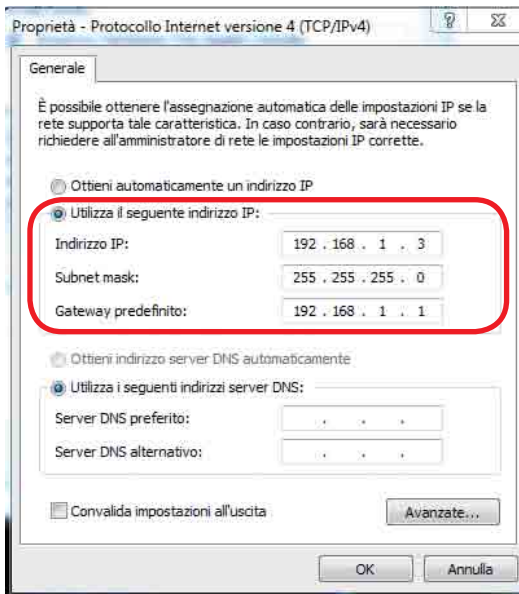 Proprietà - Protocollo Internet versione 4 (TCP/IPv4)
Generale
È possibile ottenere l'assegnazione automatica delle impostazioni IP se la
rete supporta tale caratteristica. In caso contrario, sarà necessario
richiedere all'amministratore di rete le impostazioni IP corrette.
Ottieni automaticamente un indirizzo IP
Utilizza il seguente indirizzo IP:
Indirizzo IP: 192 . 168 . 1 . 3
Subnet mask: 255 . 255 . 255 . 0
Gateway predefinito: 192 . 168 . 1 . 1
Ottieni indirizzo server DNS automaticamente
Utilizza i seguenti indirizzi server DNS:
Server DNS preferito: . . .
Server DNS alternativo: . . .
Convalida impostazioni all'uscita Avanzate...
OK Annulla